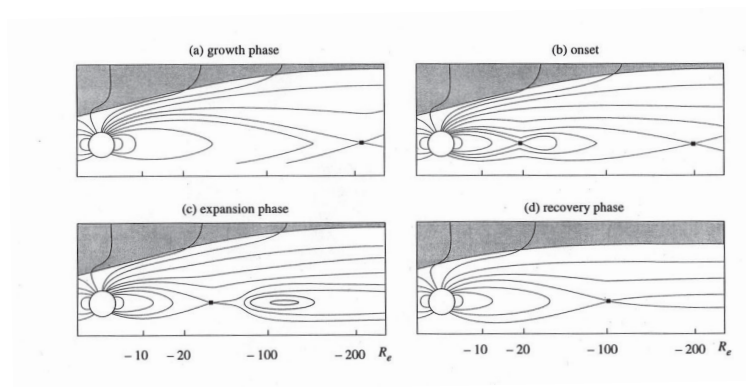 (a) growth phase
(b) onset
(c) expansion phase
(d) recovery phase
– 10 – 20 – 100 – 200 Re
– 10 – 20 – 100 – 200 Re